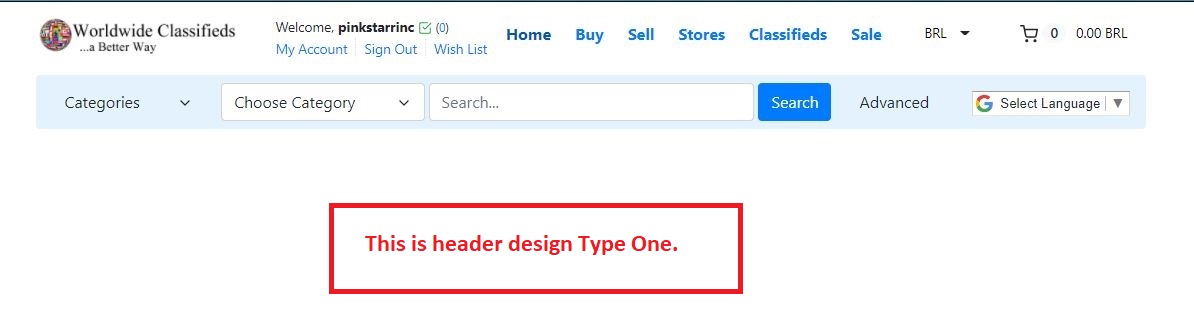 Worldwide Classifieds
...a Better Way
Welcome, pinkstarrinc (0)
My Account Sign Out Wish List
Home Buy Sell Stores Classifieds Sale
BRL 0 0.00 BRL
Categories Choose Category Search... Search Advanced G Select Language ▼
This is header design Type One.